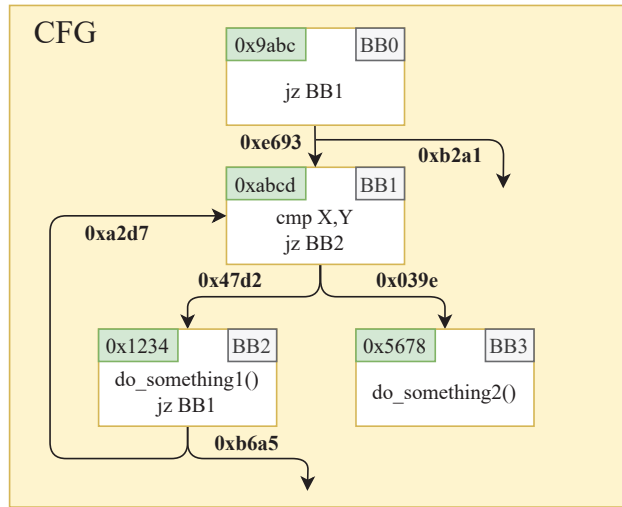 CFG
0x9abc
BB0
jz BB1
0xe693
0xb2a1
0xabcd
BB1
cmp X,Y
jz BB2
0xa2d7
0x47d2
0x039e
0x1234
BB2
do_something1()
jz BB1
0x5678
BB3
do_something2()
0xb6a5